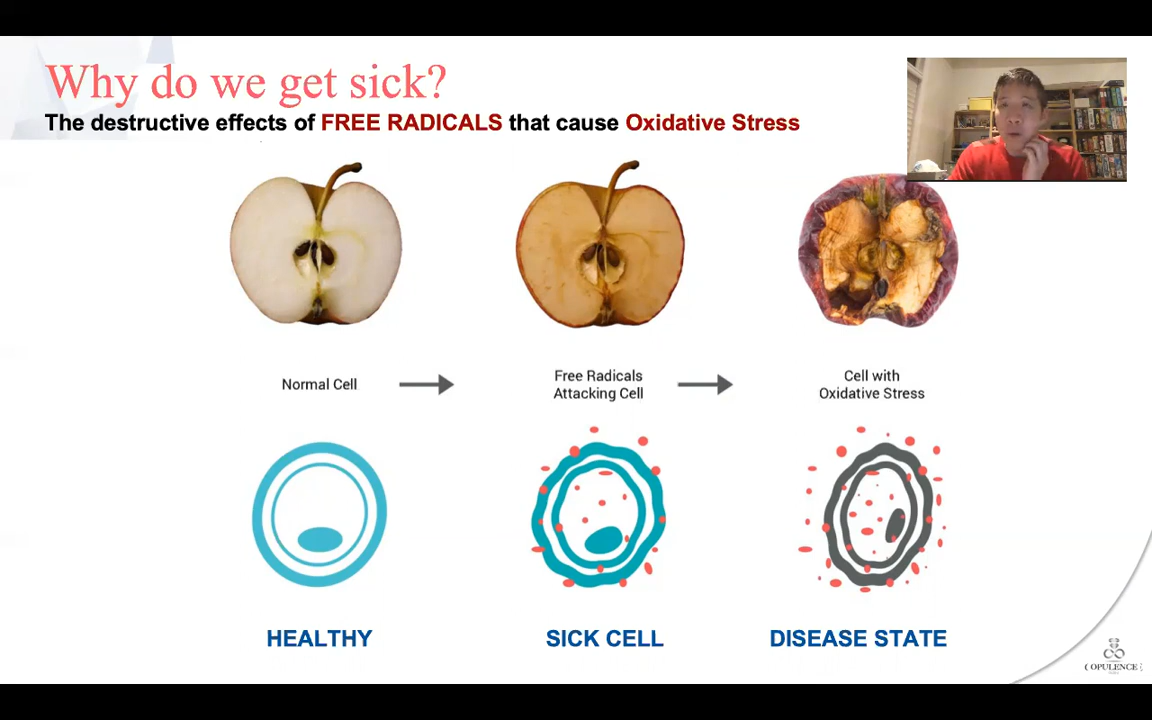 Why do we get sick?
The destructive effects of FREE RADICALS that cause Oxidative Stress
Normal Cell
Free Radicals
Attacking Cell
Cell with
Oxidative Stress
HEALTHY
SICK CELL
DISEASE STATE
OPULENCE